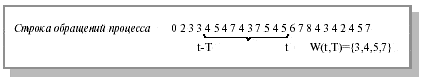 Строка обращений процесса 0 2 3 3 4 5 4 7 4 3 7 5 4 5 6 7 8 4 3 4 2 4 5 7
t-T t W(t,T)={3,4,5,7}